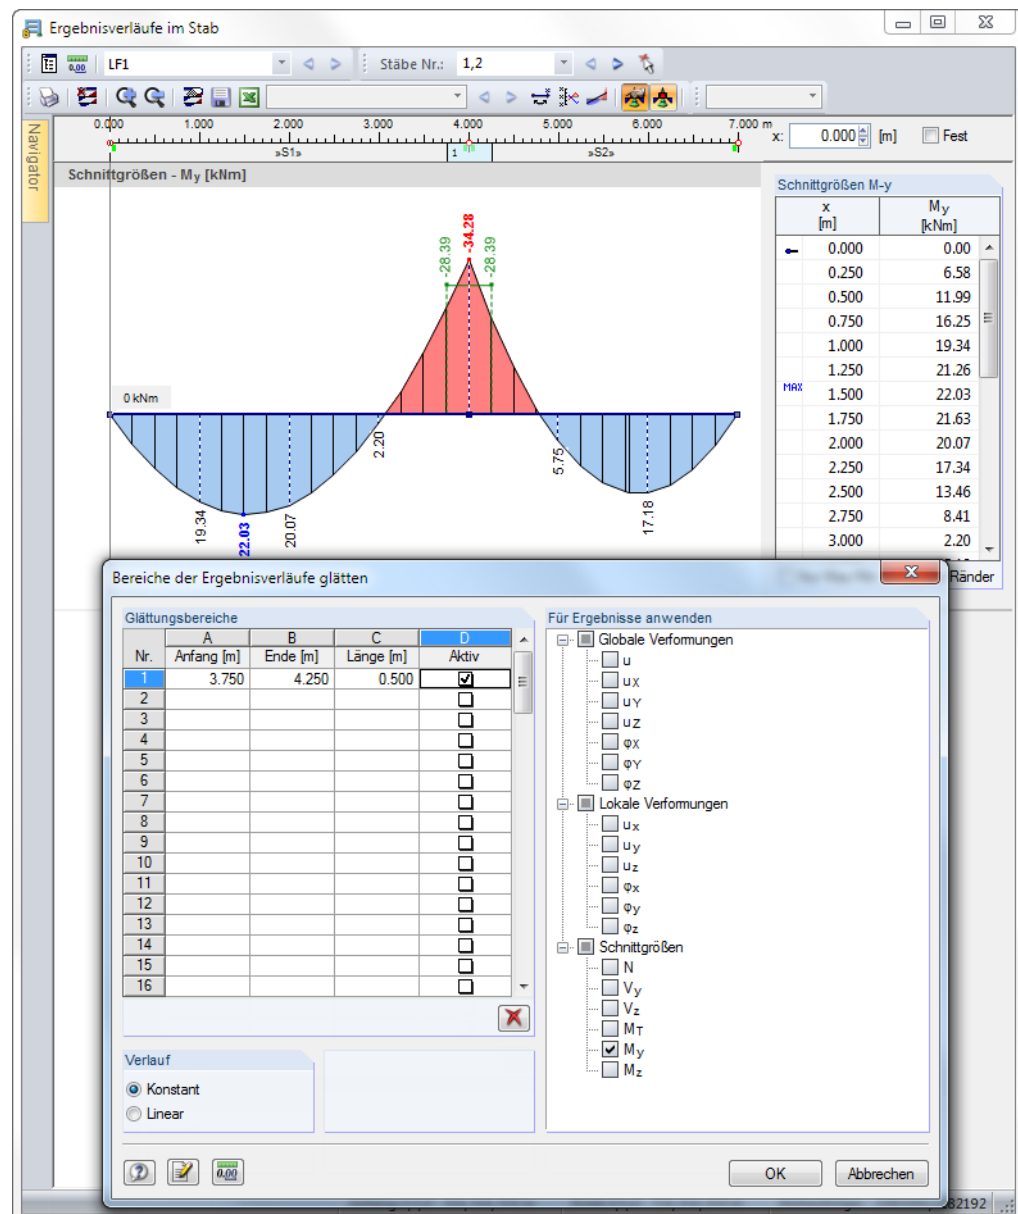 Ergebnisverläufe im Stab
LF1
Stäbe Nr.: 1,2
Navigator
0.000 1.000 2.000 3.000 4.000 5.000 6.000 7.000 m
»S1» 1 »S2»
x: 0.000 [m] Fest
Schnittgrößen - My [kNm]
-28.39 -34.28 -28.39
0 kNm
19.34 22.03 20.07 2.20 5.75 17.18
Schnittgrößen M-y
x [m] My [kNm]
0.000 0.00
0.250 6.58
0.500 11.99
0.750 16.25
1.000 19.34
1.250 21.26
MAX 1.500 22.03
1.750 21.63
2.000 20.07
2.250 17.34
2.500 13.46
2.750 8.41
3.000 2.20
Ränder
Bereiche der Ergebnisverläufe glätten
Glättungsbereiche
A B C D
Nr. Anfang [m] Ende [m] Länge [m] Aktiv
1 3.750 4.250 0.500
2
3
4
5
6
7
8
9
10
11
12
13
14
15
16
Verlauf
Konstant
Linear
Für Ergebnisse anwenden
Globale Verformungen
u
uX
uY
uZ
φX
φY
φZ
Lokale Verformungen
ux
uy
uz
φx
φy
φz
Schnittgrößen
N
Vy
Vz
MT
My
Mz
0.00
OK Abbrechen